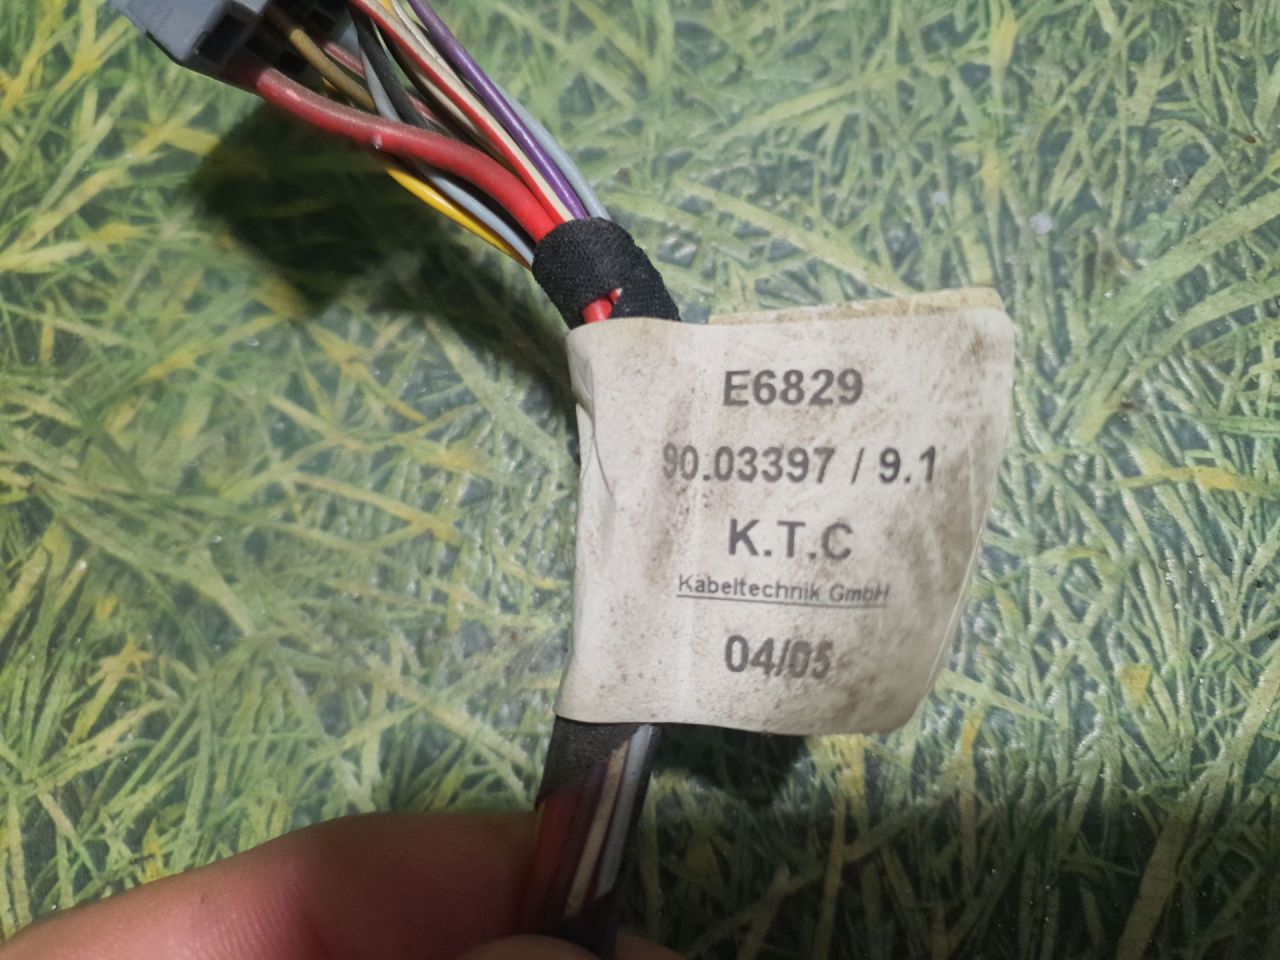 E6829
90.03397 / 9.1
K.T.C
Kabeltechnik GmbH
04/05